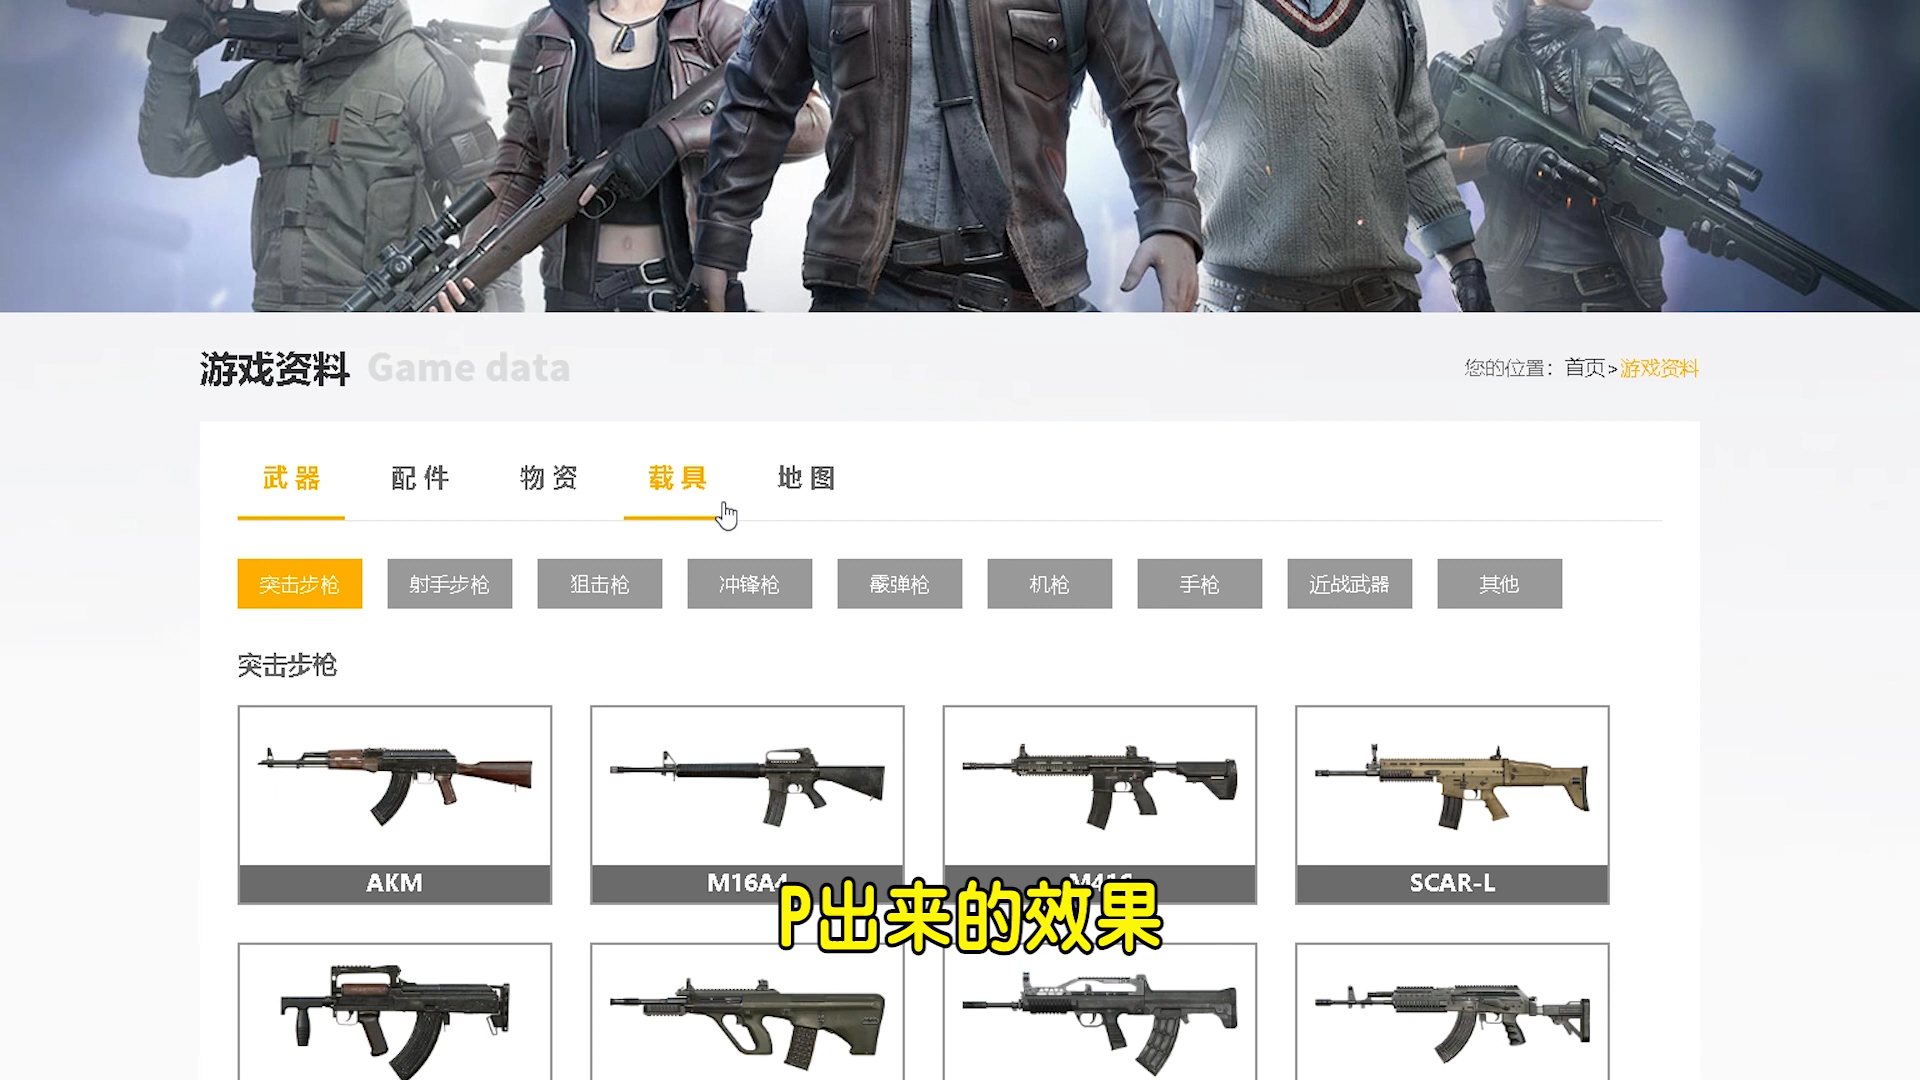 游戏资料 Game data
您的位置：首页>游戏资料
武器 配件 物资 载具 地图
突击步枪 射手步枪 狙击枪 冲锋枪 霰弹枪 机枪 手枪 近战武器 其他
突击步枪
AKM M16A4 M416 SCAR-L
P出来的效果